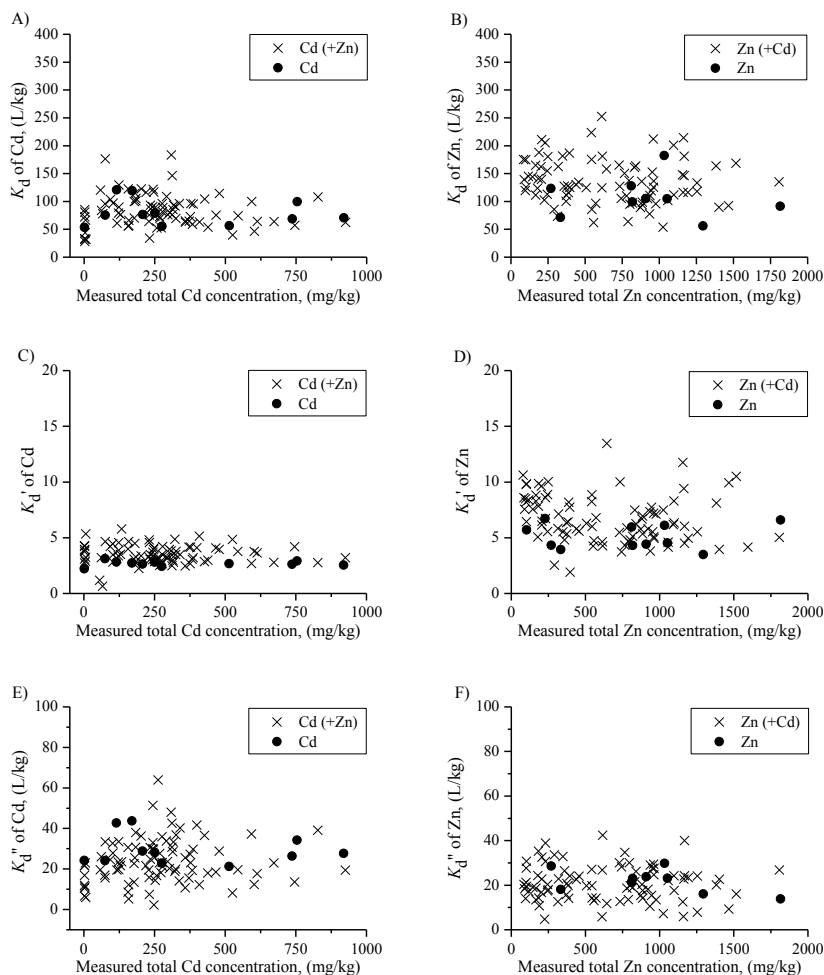 A)
400
350
300
250
200
150
100
50
0
Kd of Cd, (L/kg)
Cd (+Zn)
Cd
0 250 500 750 1000
Measured total Cd concentration, (mg/kg)
B)
400
350
300
250
200
150
100
50
0
Kd of Zn, (L/kg)
Zn (+Cd)
Zn
0 250 500 750 1000 1250 1500 1750 2000
Measured total Zn concentration, (mg/kg)
C)
20
15
10
5
0
Kd' of Cd
Cd (+Zn)
Cd
0 250 500 750 1000
Measured total Cd concentration, (mg/kg)
D)
20
15
10
5
0
Kd' of Zn
Zn (+Cd)
Zn
0 250 500 750 1000 1250 1500 1750 2000
Measured total Zn concentration, (mg/kg)
E)
100
80
60
40
20
0
Kd" of Cd, (L/kg)
Cd (+Zn)
Cd
0 250 500 750 1000
Measured total Cd concentration, (mg/kg)
F)
100
80
60
40
20
0
Kd" of Zn, (L/kg)
Zn (+Cd)
Zn
0 250 500 750 1000 1250 1500 1750 2000
Measured total Zn concentration, (mg/kg)